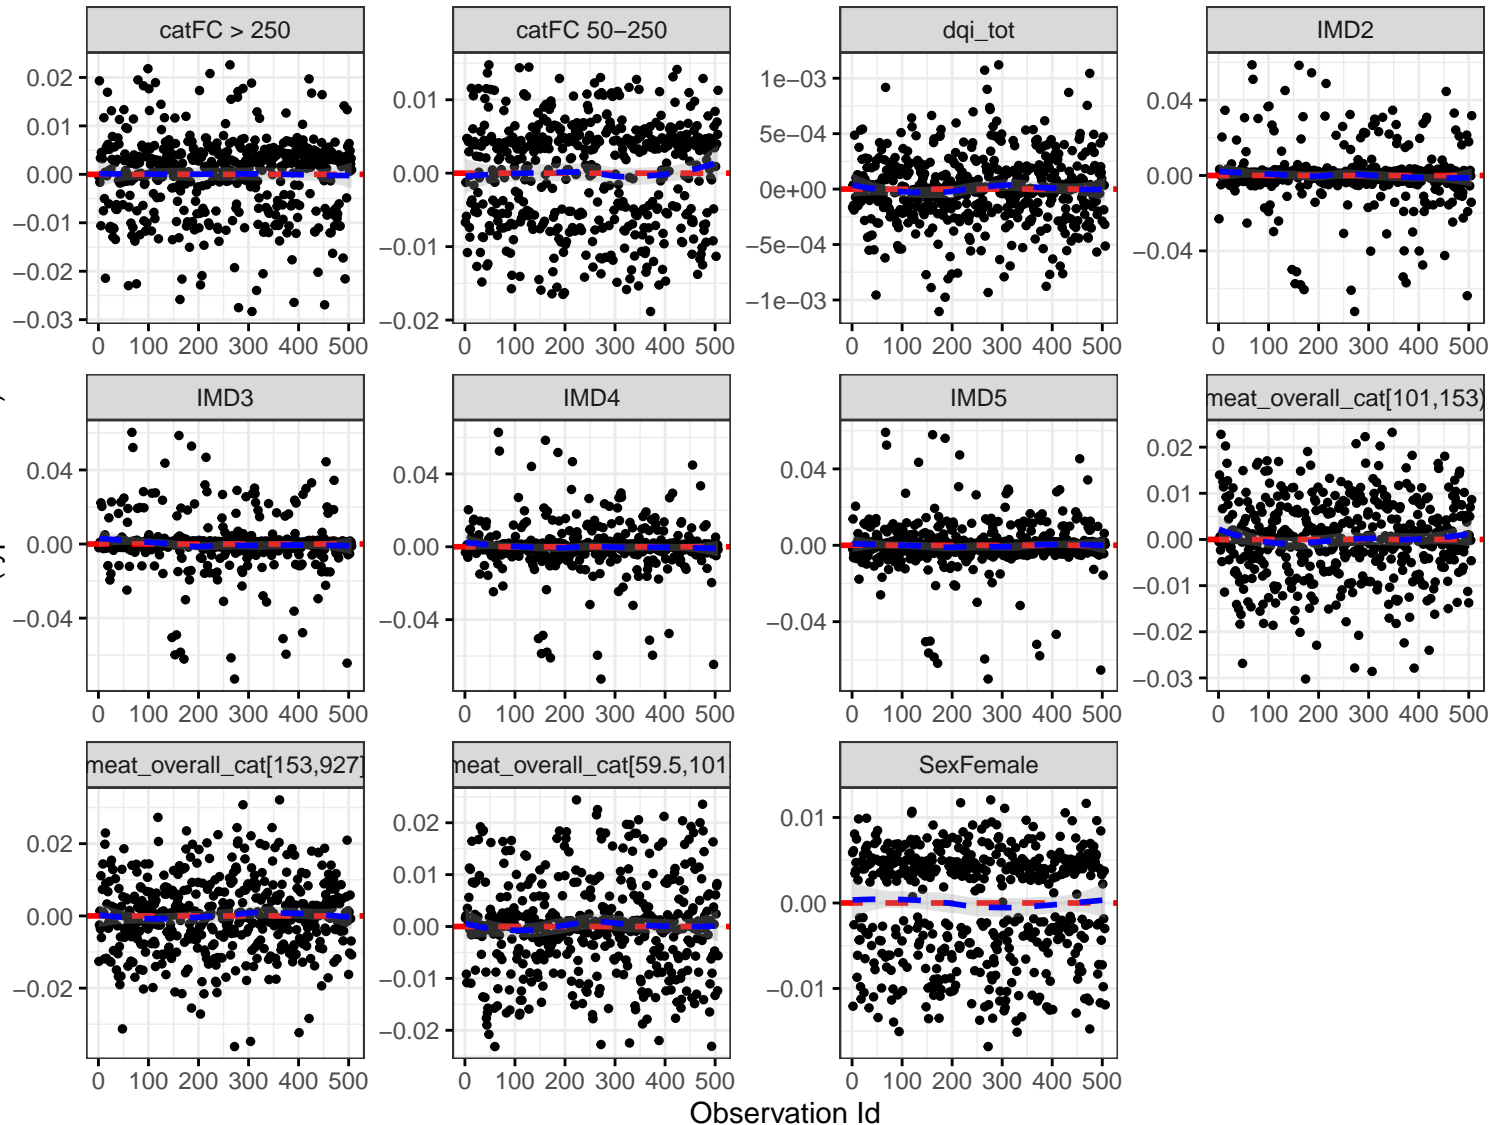 catFC > 250
catFC 50−250
dqi_tot
IMD2
0.02
0.01
0.00
−0.01
−0.02
−0.03
0.01
0.00
−0.01
−0.02
1e−03
5e−04
0e+00
−5e−04
−1e−03
0.04
0.00
−0.04
0 100 200 300 400 500
0 100 200 300 400 500
0 100 200 300 400 500
0 100 200 300 400 500
IMD3
IMD4
IMD5
meat_overall_cat[101,153)
0.04
0.00
−0.04
0.04
0.00
−0.04
0.04
0.00
−0.04
0.02
0.01
0.00
−0.01
−0.02
−0.03
0 100 200 300 400 500
0 100 200 300 400 500
0 100 200 300 400 500
0 100 200 300 400 500
meat_overall_cat[153,927]
meat_overall_cat[59.5,101)
SexFemale
0.02
0.00
−0.02
0.02
0.01
0.00
−0.01
−0.02
0.01
0.00
−0.01
0 100 200 300 400 500
0 100 200 300 400 500
0 100 200 300 400 500
Observation Id